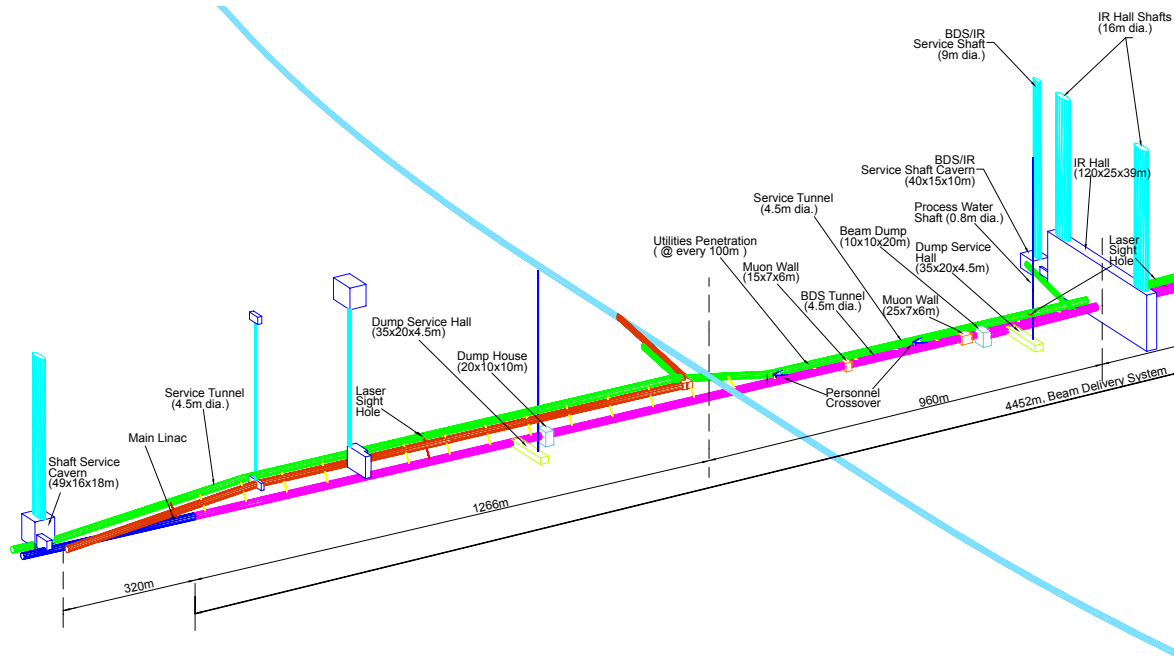 IR Hall Shafts
(16m dia.)
BDS/IR
Service Shaft
(9m dia.)
BDS/IR
Service Shaft Cavern
(40x15x10m)
IR Hall
(120x25x39m)
Process Water
Shaft (0.8m dia.)
Service Tunnel
(4.5m dia.)
Beam Dump
(10x10x20m)
Laser
Sight
Hole
Utilities Penetration
( @ every 100m )
Dump Service
Hall
(35x20x4.5m)
Muon Wall
(15x7x6m)
BDS Tunnel
(4.5m dia.)
Muon Wall
(25x7x6m)
Dump Service Hall
(35x20x4.5m)
Dump House
(20x10x10m)
Laser
Sight
Hole
Service Tunnel
(4.5m dia.)
Personnel
Crossover
960m
4452m, Beam Delivery System
Main Linac
Shaft Service
Cavern
(49x16x18m)
1266m
320m